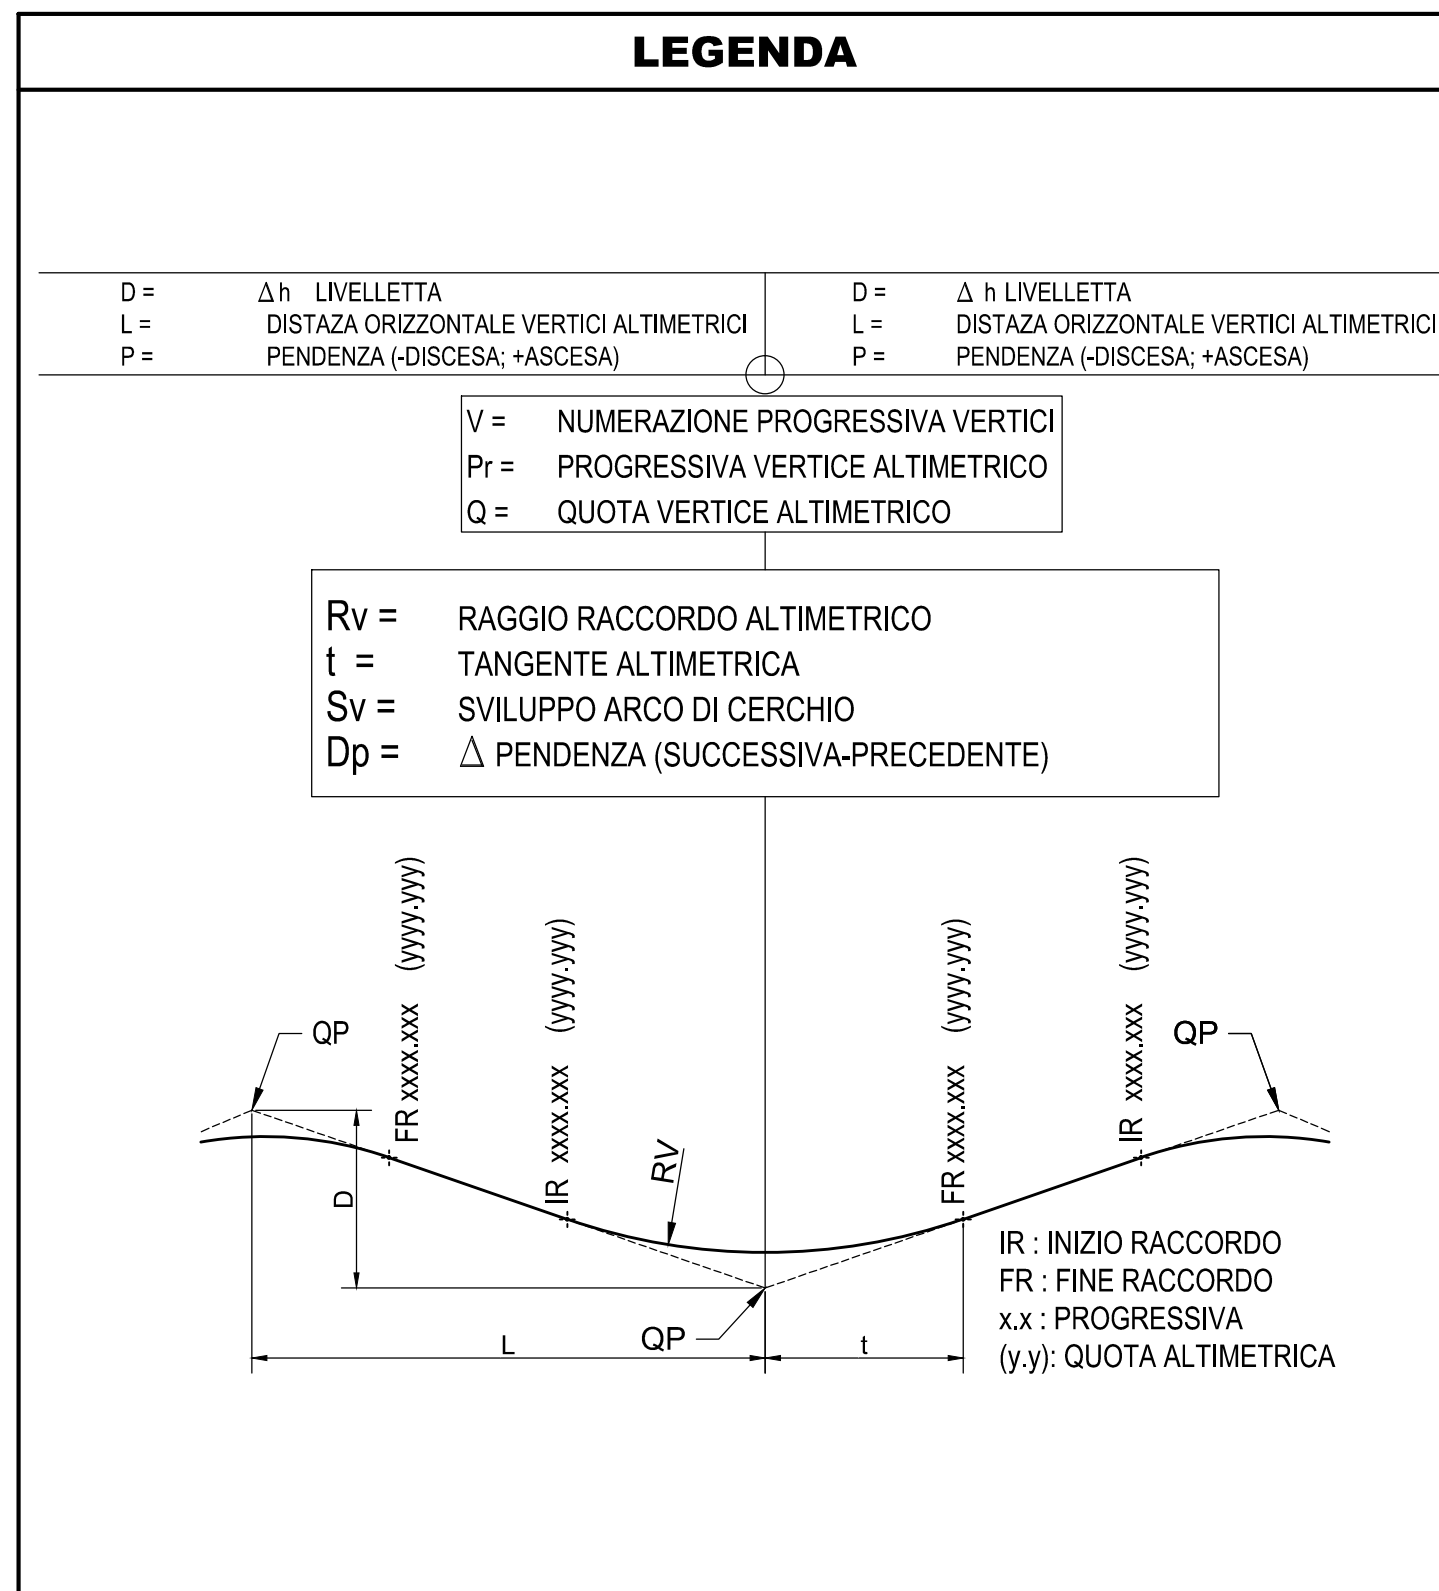 LEGENDA
D = Δ h LIVELLETTA
L = DISTAZA ORIZZONTALE VERTICI ALTIMETRICI
P = PENDENZA (-DISCESA; +ASCESA)
D = Δ h LIVELLETTA
L = DISTAZA ORIZZONTALE VERTICI ALTIMETRICI
P = PENDENZA (-DISCESA; +ASCESA)
V = NUMERAZIONE PROGRESSIVA VERTICI
Pr = PROGRESSIVA VERTICE ALTIMETRICO
Q = QUOTA VERTICE ALTIMETRICO
Rv = RAGGIO RACCORDO ALTIMETRICO
t = TANGENTE ALTIMETRICA
Sv = SVILUPPO ARCO DI CERCHIO
Dp = Δ PENDENZA (SUCCESSIVA-PRECEDENTE)
QP
FR xxxx.xxx (yyyy.yyy)
IR xxxx.xxx (yyyy.yyy)
RV
FR xxxx.xxx (yyyy.yyy)
IR xxxx.xxx (yyyy.yyy)
QP
D
L
QP
t
IR : INIZIO RACCORDO
FR : FINE RACCORDO
x.x : PROGRESSIVA
(y.y): QUOTA ALTIMETRICA